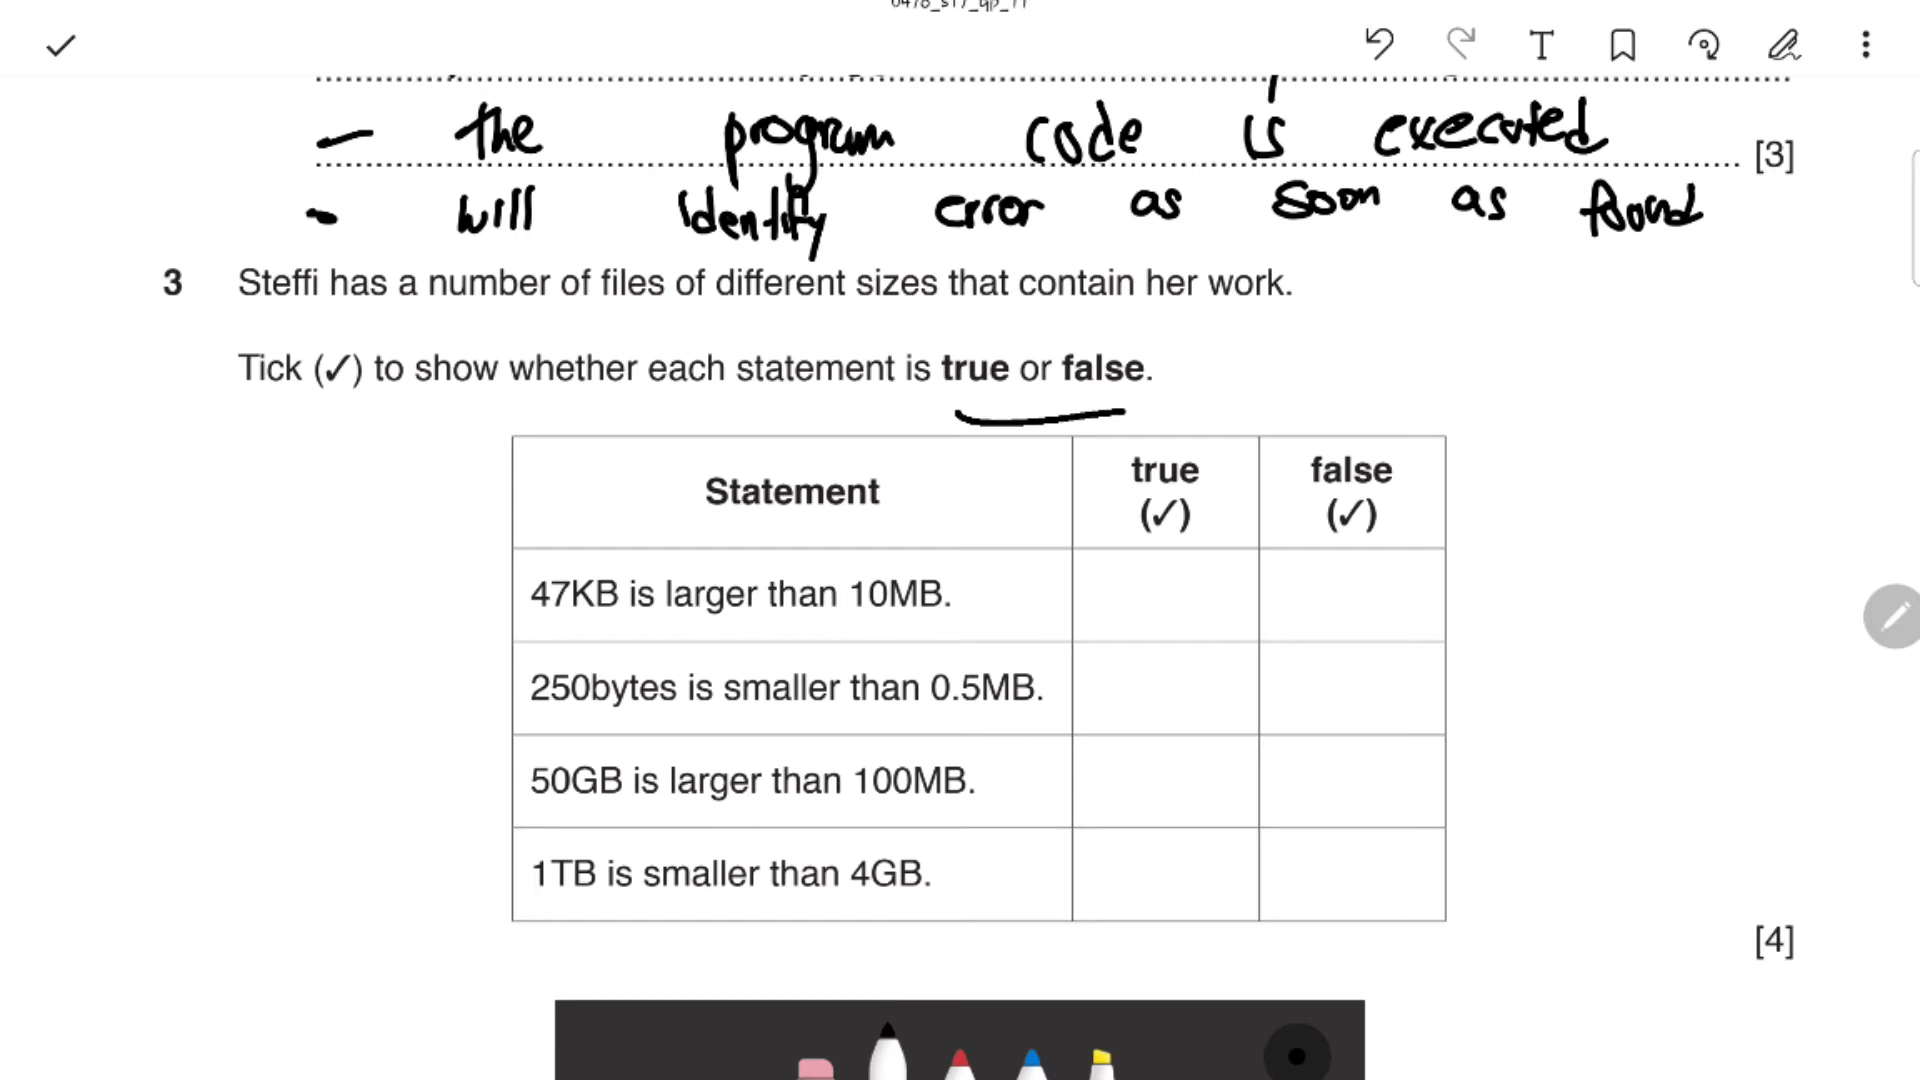 0478_s17_qp_11
- the program code is executed
[3]
- will identify error as soon as found
3 Steffi has a number of files of different sizes that contain her work.
Tick (✓) to show whether each statement is true or false.
Statement true (✓) false (✓)
47KB is larger than 10MB.
250bytes is smaller than 0.5MB.
50GB is larger than 100MB.
1TB is smaller than 4GB.
[4]